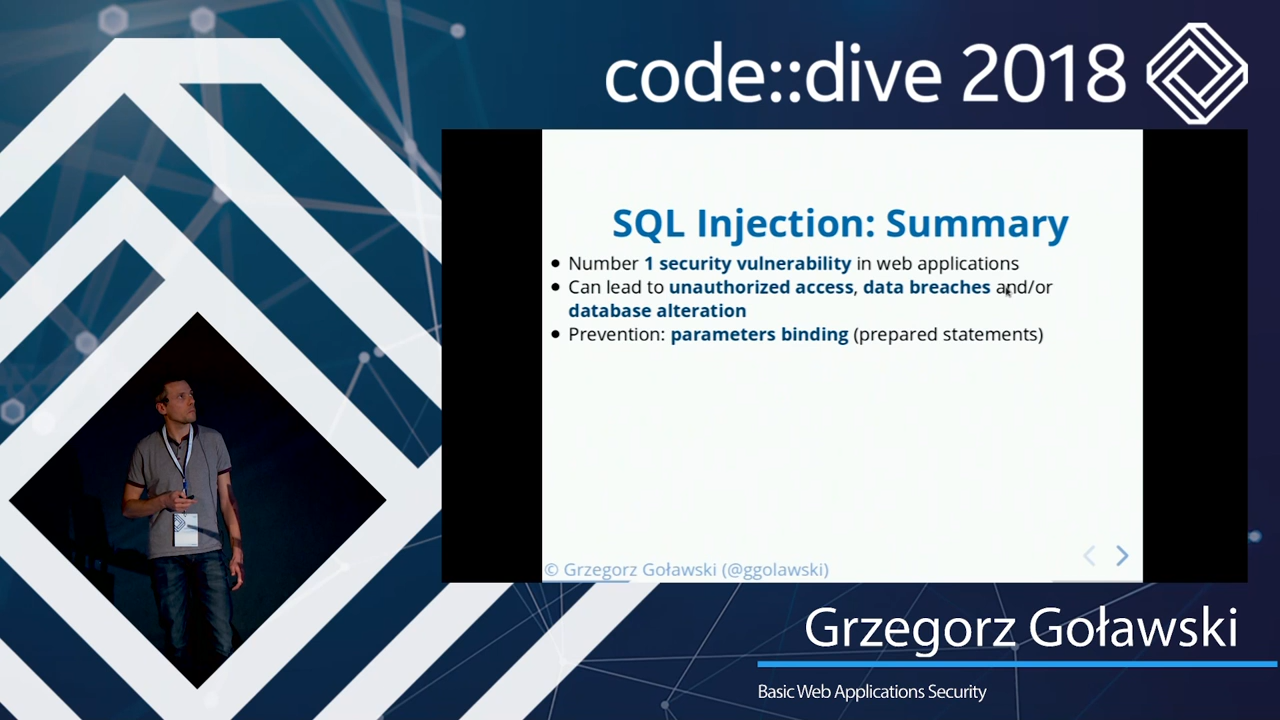 code::dive 2018
SQL Injection: Summary
● Number 1 security vulnerability in web applications
● Can lead to unauthorized access, data breaches and/or
database alteration
● Prevention: parameters binding (prepared statements)
© Grzegorz Goławski (@ggolawski)
Grzegorz Goławski
Basic Web Applications Security